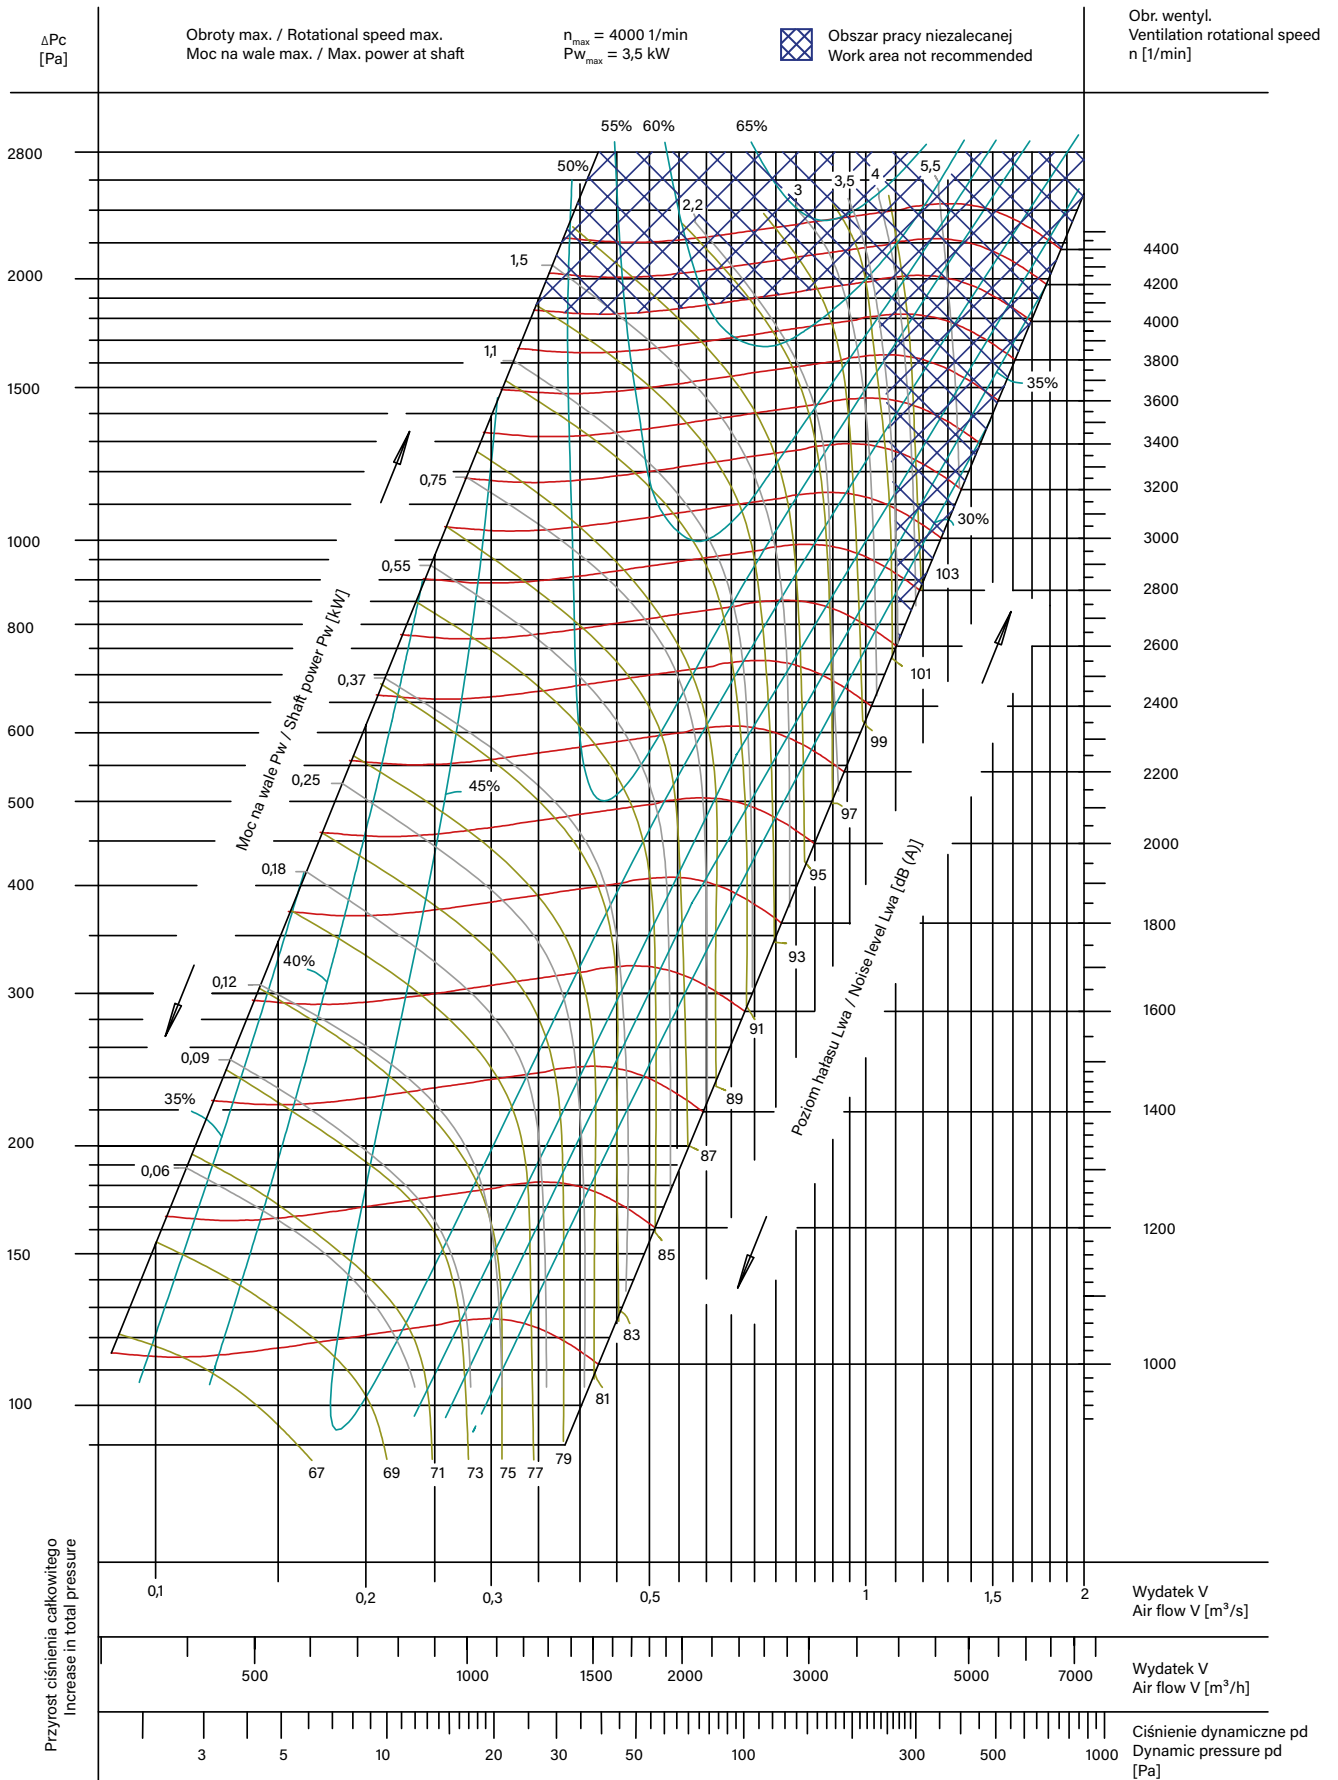 ΔPc
[Pa]
Obroty max. / Rotational speed max.
Moc na wale max. / Max. power at shaft
nmax = 4000 1/min
Pwmax = 3,5 kW
Obszar pracy niezalecanej
Work area not recommended
Obr. wentyl.
Ventilation rotational speed
n [1/min]
55% 60% 65%
2800
50%
3 3,5 4 5,5
2,2
4400
1,5
2000
4200
4000
1,1
3800
35%
1500
3600
3400
0,75
3200
30%
1000
3000
0,55
103
2800
800
2600
101
0,37
2400
600
99
0,25
2200
45%
500
97
2000
0,18
95
400
1800
93
40%
0,12
300
1600
91
0,09
35%
89
1400
200
87
0,06
1200
85
150
83
1000
81
100
67 69 71 73 75 77 79
Moc na wale Pw / Shaft power Pw [kW]
Poziom hałasu Lwa / Noise level Lwa [dB (A)]
Przyrost ciśnienia całkowitego
Increase in total pressure
0,1 0,2 0,3 0,5 1 1,5 2
Wydatek V
Air flow V [m³/s]
500 1000 1500 2000 3000 5000 7000
Wydatek V
Air flow V [m³/h]
3 5 10 20 30 50 100 300 500 1000
Ciśnienie dynamiczne pd
Dynamic pressure pd
[Pa]